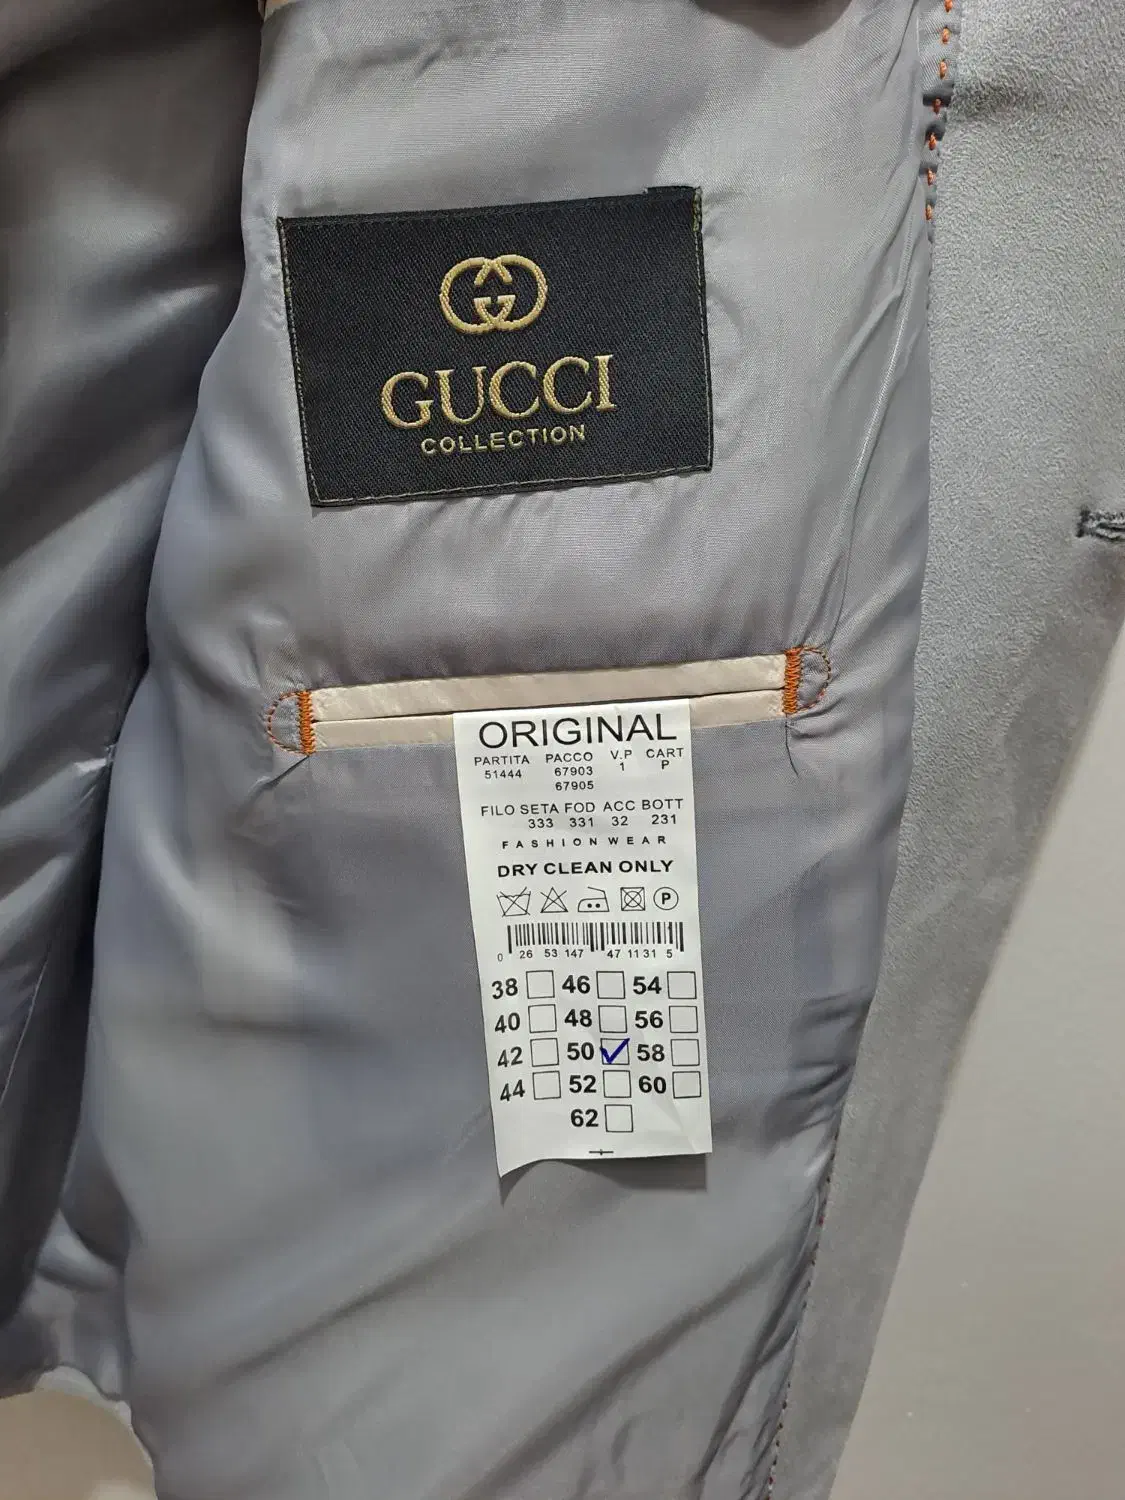 GUCCI
COLLECTION
ORIGINAL
PARTITA PACCO V.P CART
51444 67903 1 P
67905
FILO SETA FOD ACC BOTT
333 331 32 231
FASHION WEAR
DRY CLEAN ONLY
P
0 26 53 147 47 11 31 5
38 46 54
40 48 56
42 50 58
44 52 60
62